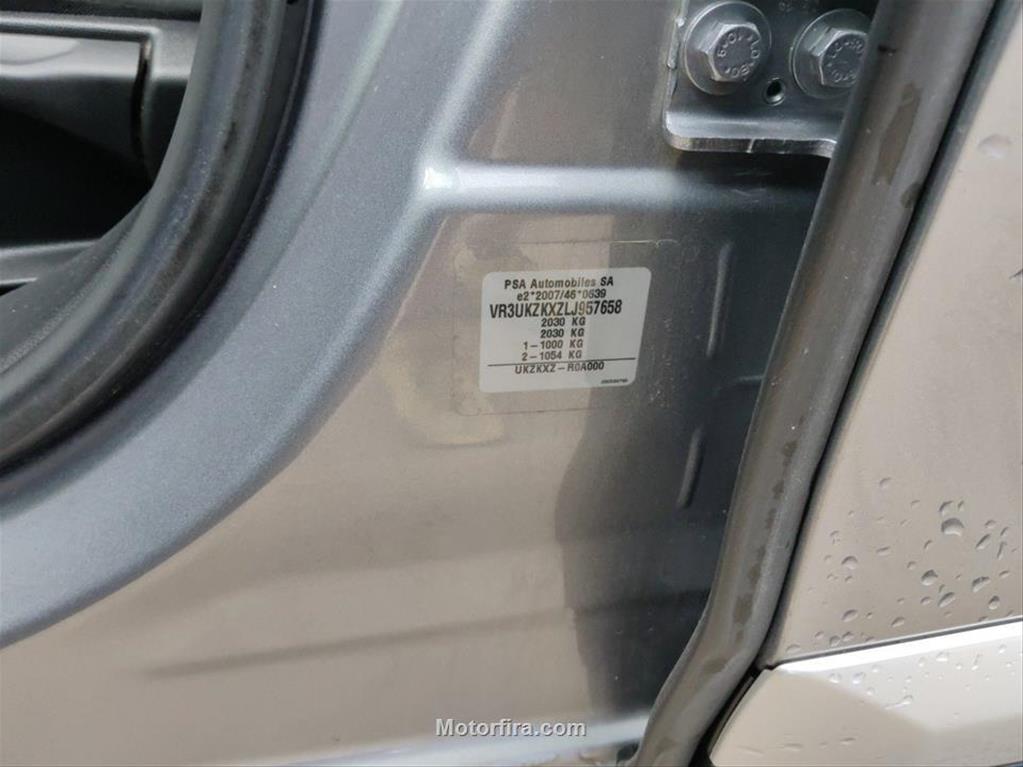 PSA Automobiles SA
e2*2007/46*0639
VR3UKZKXZLJ957658
2030 KG
2030 KG
1-1000 KG
2-1054 KG
UKZKXZ-R0A000
Motorfira.com